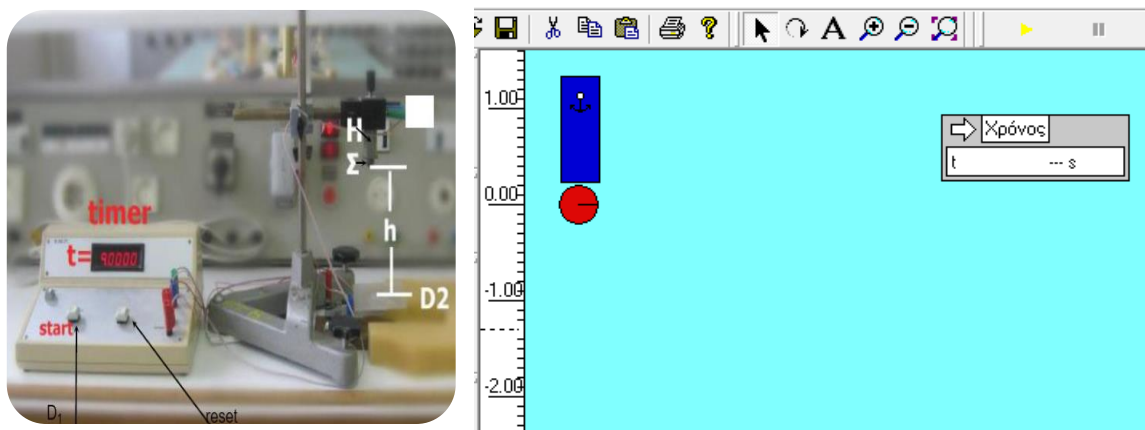 H
Σ
h
timer
t=
9.0000
D2
start
D1
reset
A
?
1.00
0.00
-1.00
-2.00
Χρόνος
t --- s